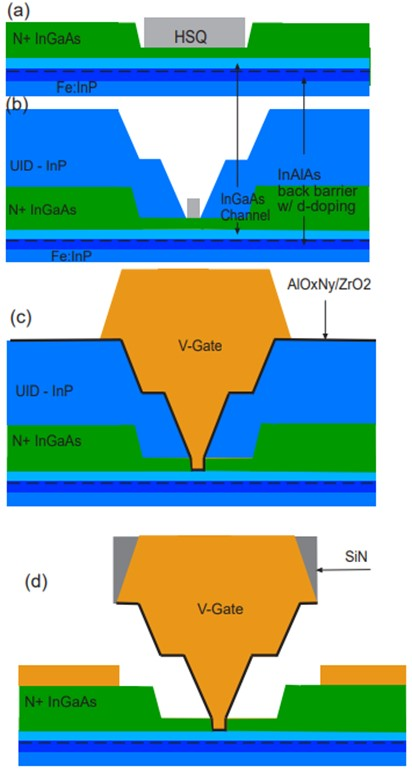 (a)
N+ InGaAs
HSQ
Fe:InP
(b)
UID - InP
InGaAs
Channel
InAlAs
back barrier
w/ d-doping
N+ InGaAs
Fe:InP
AlOxNy/ZrO2
(c)
V-Gate
UID - InP
N+ InGaAs
SiN
(d)
V-Gate
N+ InGaAs